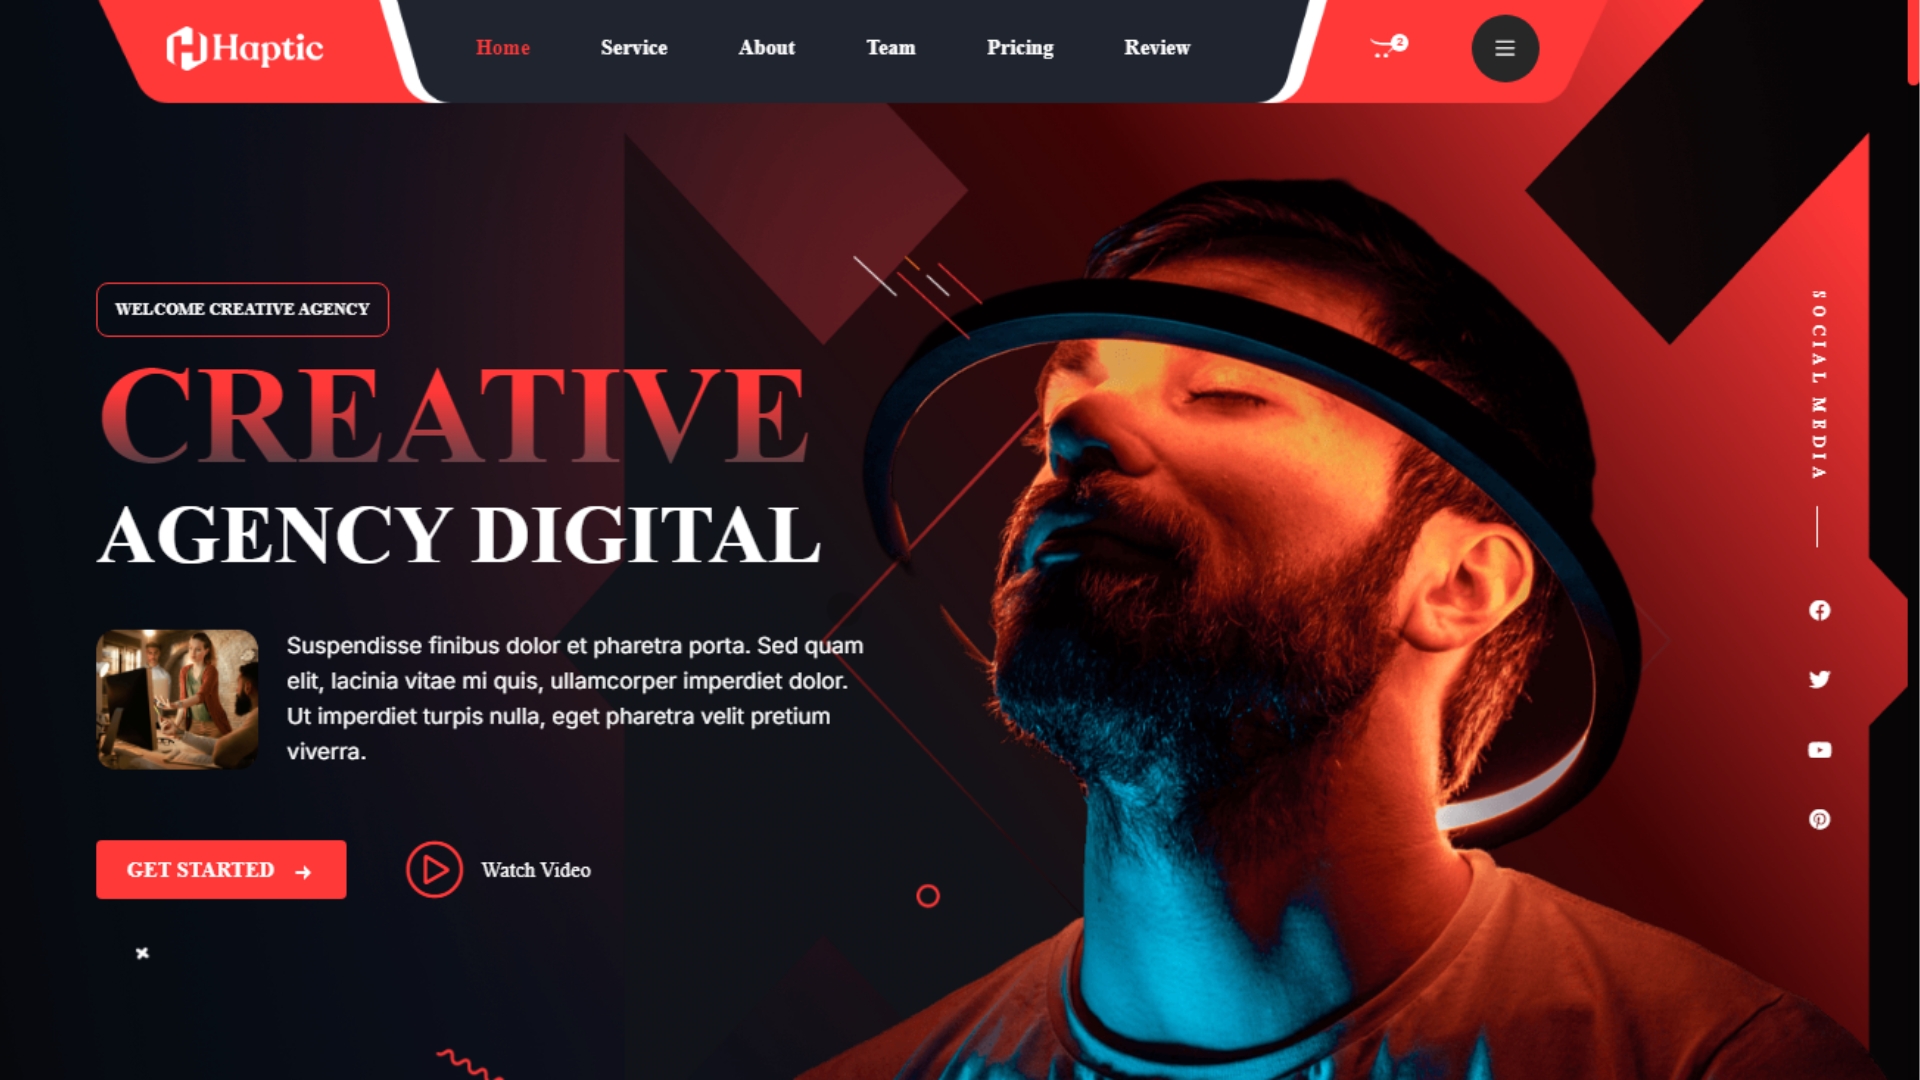 Haptic
Home
Service
About
Team
Pricing
Review
2
WELCOME CREATIVE AGENCY
CREATIVE
AGENCY DIGITAL
Suspendisse finibus dolor et pharetra porta. Sed quam
elit, lacinia vitae mi quis, ullamcorper imperdiet dolor.
Ut imperdiet turpis nulla, eget pharetra velit pretium
viverra.
GET STARTED
Watch Video
SOCIAL MEDIA